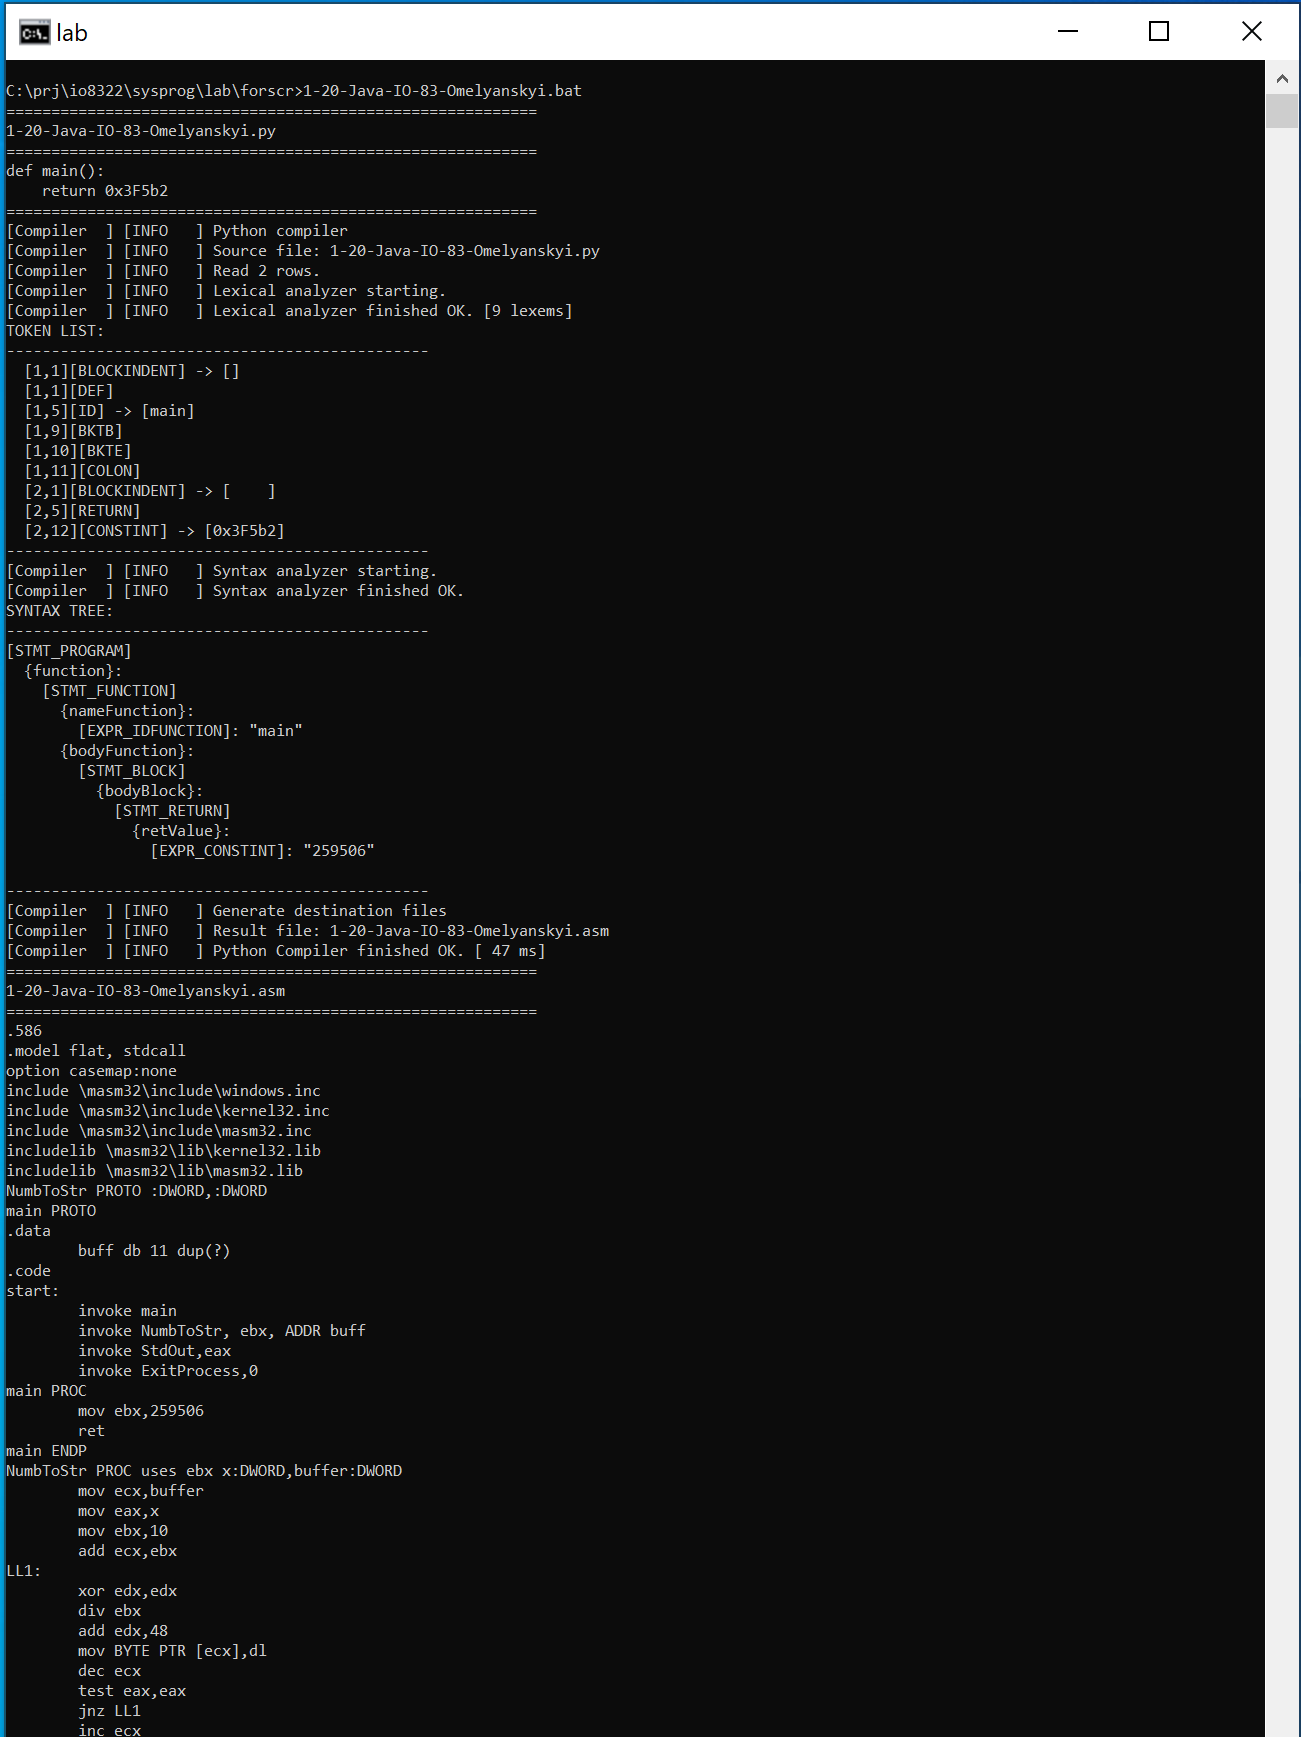 lab
C:\prj\io8322\sysprog\lab\forscr>1-20-Java-IO-83-Omelyanskyi.bat
===========================================================
1-20-Java-IO-83-Omelyanskyi.py
===========================================================
def main():
    return 0x3F5b2
===========================================================
[Compiler  ] [INFO   ] Python compiler
[Compiler  ] [INFO   ] Source file: 1-20-Java-IO-83-Omelyanskyi.py
[Compiler  ] [INFO   ] Read 2 rows.
[Compiler  ] [INFO   ] Lexical analyzer starting.
[Compiler  ] [INFO   ] Lexical analyzer finished OK. [9 lexems]
TOKEN LIST:
-----------------------------------------------
  [1,1][BLOCKINDENT] -> []
  [1,1][DEF]
  [1,5][ID] -> [main]
  [1,9][BKTB]
  [1,10][BKTE]
  [1,11][COLON]
  [2,1][BLOCKINDENT] -> [    ]
  [2,5][RETURN]
  [2,12][CONSTINT] -> [0x3F5b2]
-----------------------------------------------
[Compiler  ] [INFO   ] Syntax analyzer starting.
[Compiler  ] [INFO   ] Syntax analyzer finished OK.
SYNTAX TREE:
-----------------------------------------------
[STMT_PROGRAM]
  {function}:
    [STMT_FUNCTION]
      {nameFunction}:
        [EXPR_IDFUNCTION]: "main"
      {bodyFunction}:
        [STMT_BLOCK]
          {bodyBlock}:
            [STMT_RETURN]
              {retValue}:
                [EXPR_CONSTINT]: "259506"
-----------------------------------------------
[Compiler  ] [INFO   ] Generate destination files
[Compiler  ] [INFO   ] Result file: 1-20-Java-IO-83-Omelyanskyi.asm
[Compiler  ] [INFO   ] Python Compiler finished OK. [ 47 ms]
===========================================================
1-20-Java-IO-83-Omelyanskyi.asm
===========================================================
.586
.model flat, stdcall
option casemap:none
include \masm32\include\windows.inc
include \masm32\include\kernel32.inc
include \masm32\include\masm32.inc
includelib \masm32\lib\kernel32.lib
includelib \masm32\lib\masm32.lib
NumbToStr PROTO :DWORD,:DWORD
main PROTO
.data
        buff db 11 dup(?)
.code
start:
        invoke main
        invoke NumbToStr, ebx, ADDR buff
        invoke StdOut,eax
        invoke ExitProcess,0
main PROC
        mov ebx,259506
        ret
main ENDP
NumbToStr PROC uses ebx x:DWORD,buffer:DWORD
        mov ecx,buffer
        mov eax,x
        mov ebx,10
        add ecx,ebx
LL1:
        xor edx,edx
        div ebx
        add edx,48
        mov BYTE PTR [ecx],dl
        dec ecx
        test eax,eax
        jnz LL1
        inc ecx